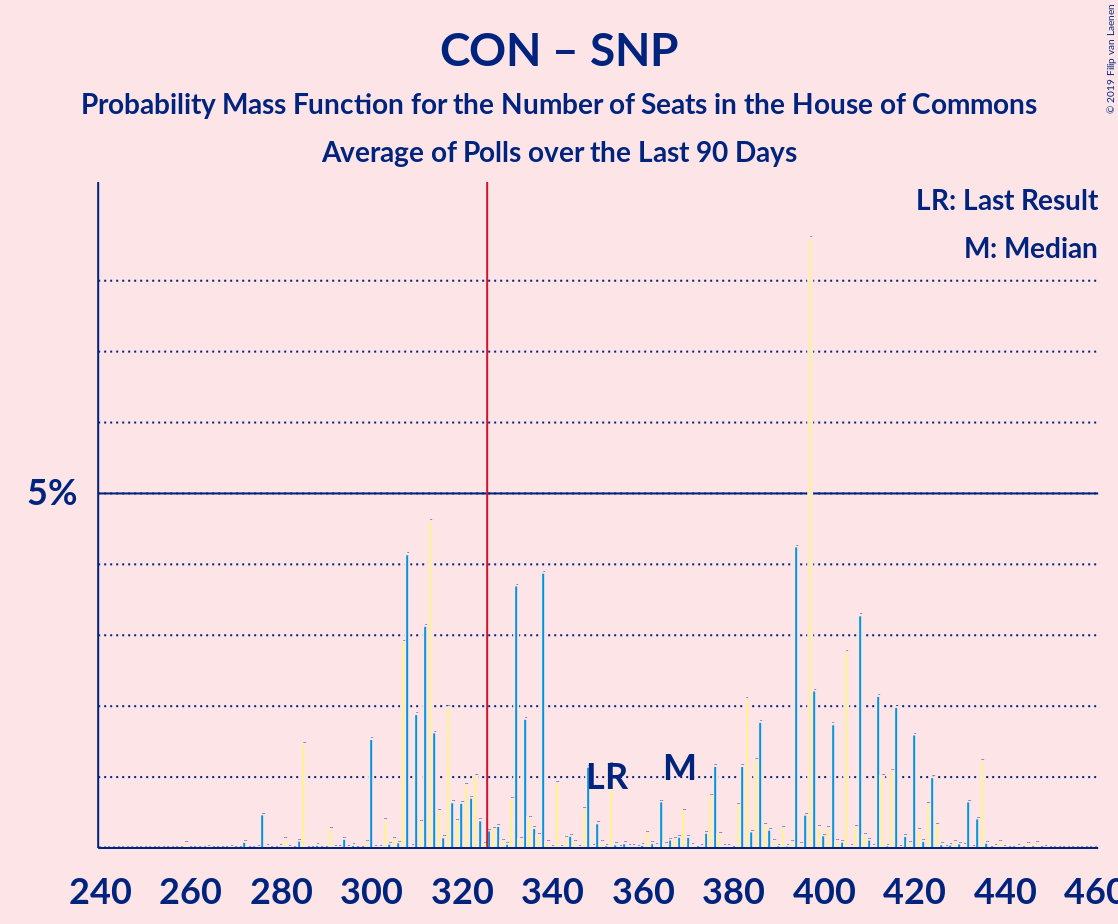 CON – SNP
Probability Mass Function for the Number of Seats in the House of Commons
Average of Polls over the Last 90 Days
© 2019 Filip van Laenen
LR: Last Result
M: Median
5%
LR
M
240 260 280 300 320 340 360 380 400 420 440 460